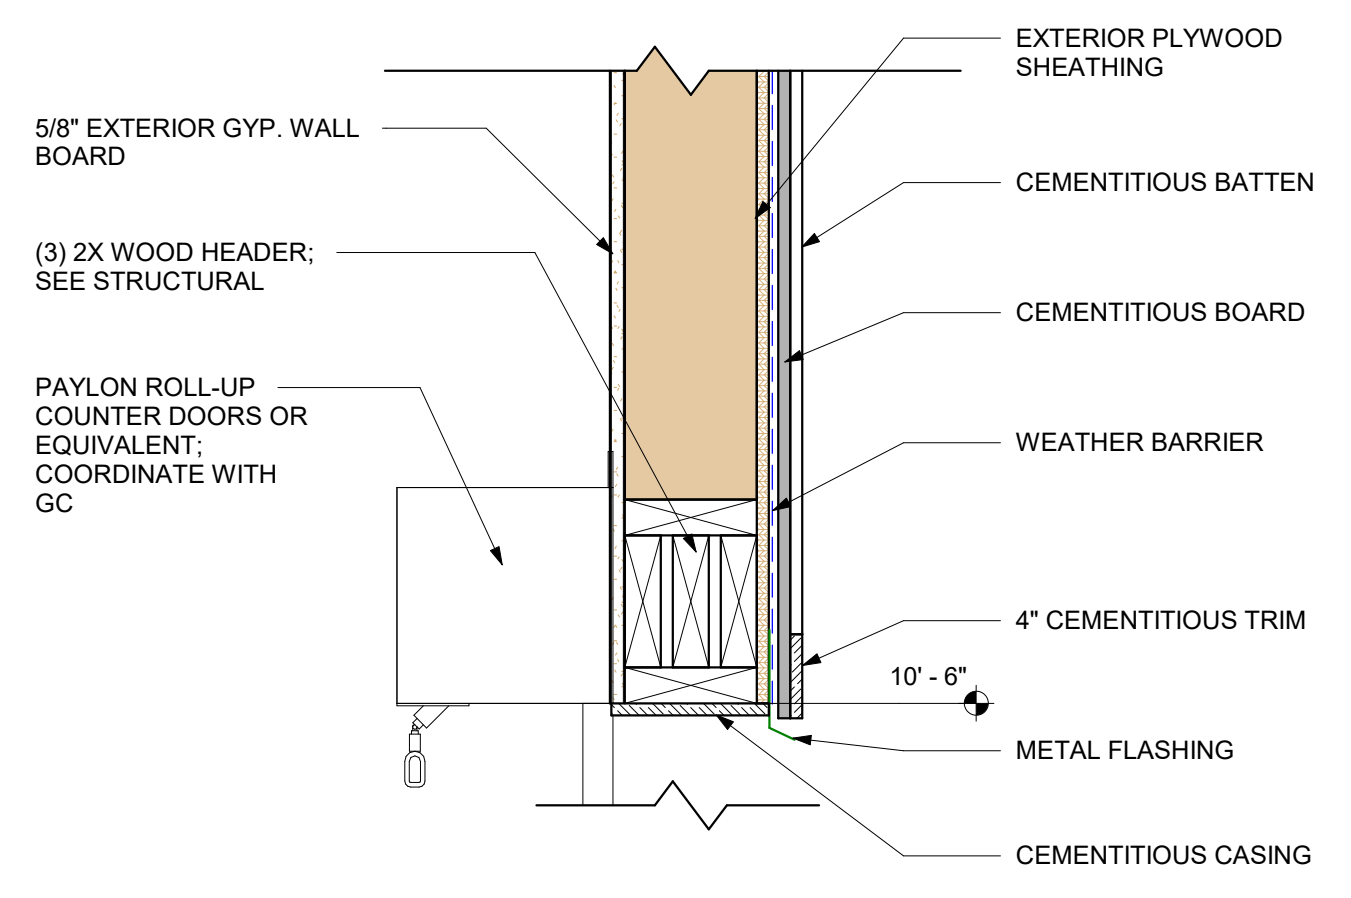 EXTERIOR PLYWOOD
SHEATHING
5/8" EXTERIOR GYP. WALL
BOARD
CEMENTITIOUS BATTEN
(3) 2X WOOD HEADER;
SEE STRUCTURAL
CEMENTITIOUS BOARD
PAYLON ROLL-UP
COUNTER DOORS OR
EQUIVALENT;
COORDINATE WITH
GC
WEATHER BARRIER
4" CEMENTITIOUS TRIM
10' - 6"
METAL FLASHING
CEMENTITIOUS CASING